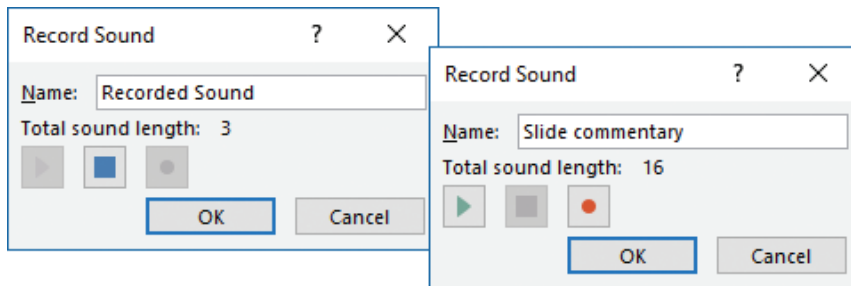 Record Sound ?
Name: Recorded Sound
Total sound length: 3
OK Cancel
Record Sound ?
Name: Slide commentary
Total sound length: 16
OK Cancel